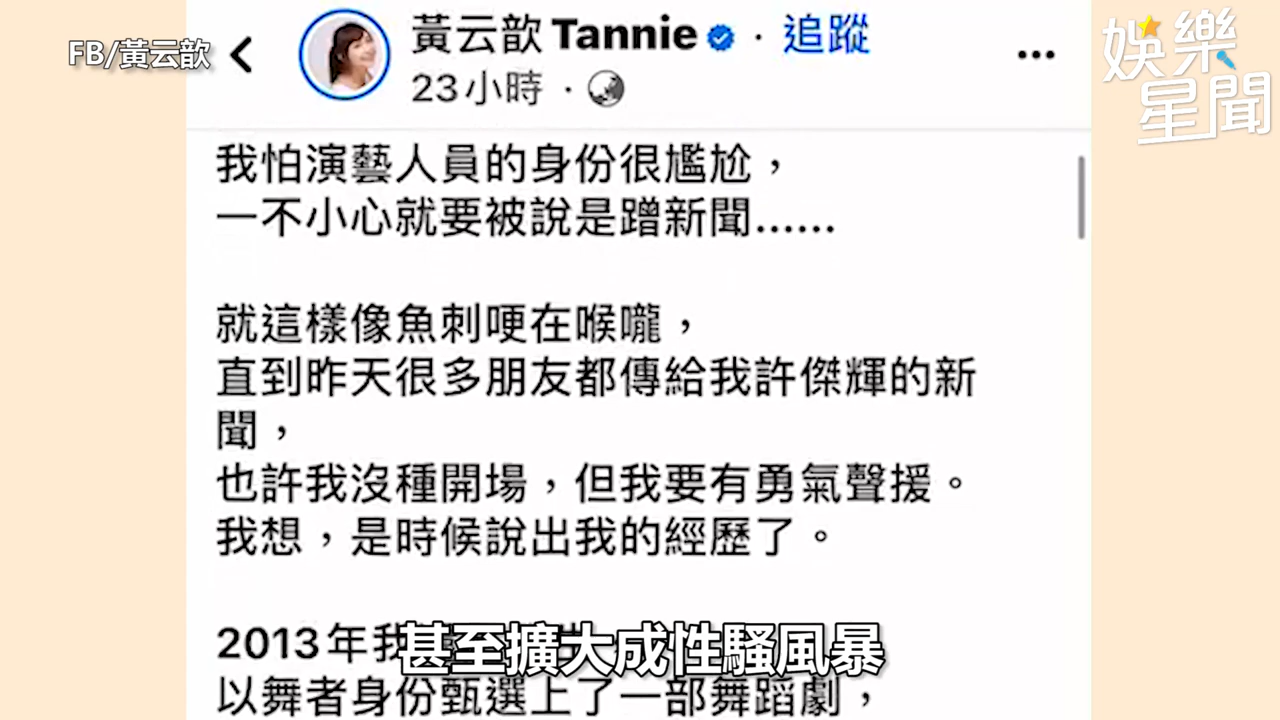 FB/黃云歆
黃云歆 Tannie · 追蹤
23小時 ·
娛樂
星聞
我怕演藝人員的身份很尷尬，
一不小心就要被說是蹭新聞......
就這樣像魚刺哽在喉嚨，
直到昨天很多朋友都傳給我許傑輝的新
聞，
也許我沒種開場，但我要有勇氣聲援。
我想，是時候說出我的經歷了。
2013年我
甚至擴大成性騷風暴
以舞者身份甄選上了一部舞蹈劇，